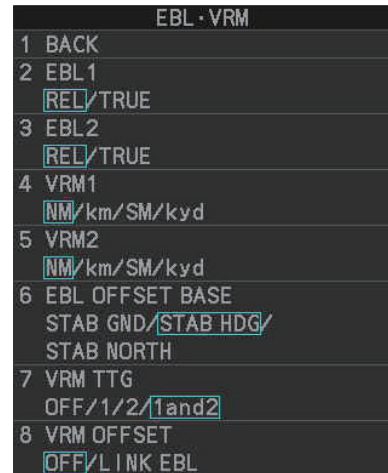 EBL·VRM
1 BACK
2 EBL1
REL/TRUE
3 EBL2
REL/TRUE
4 VRM1
NM/km/SM/kyd
5 VRM2
NM/km/SM/kyd
6 EBL OFFSET BASE
STAB GND/STAB HDG/
STAB NORTH
7 VRM TTG
OFF/1/2/1and2
8 VRM OFFSET
OFF/LINK EBL